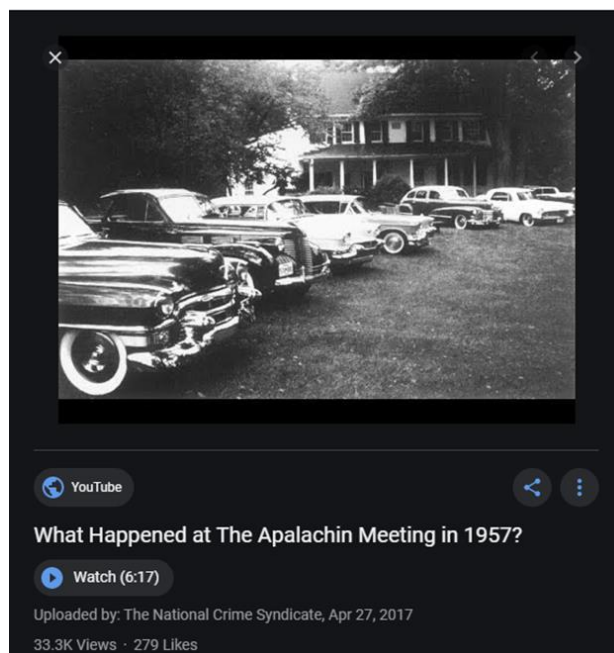 YouTube
What Happened at The Apalachin Meeting in 1957?
Watch (6:17)
Uploaded by: The National Crime Syndicate, Apr 27, 2017
33.3K Views · 279 Likes